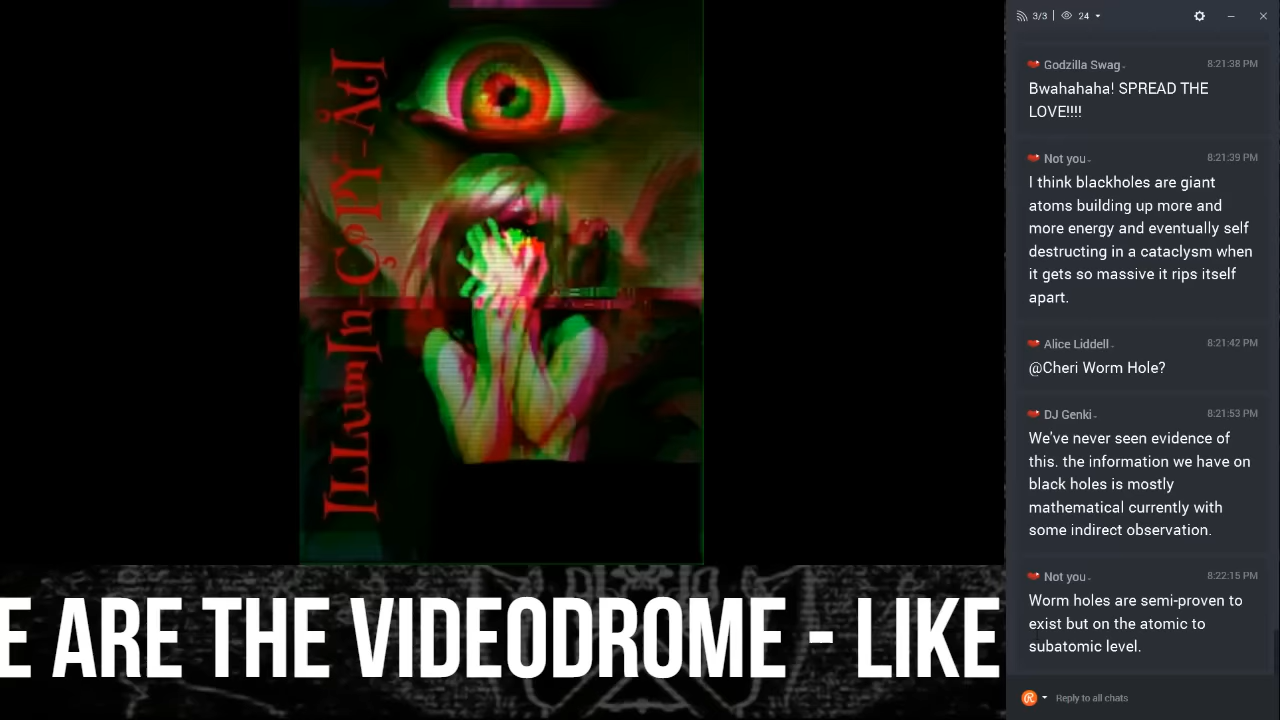 ILLumIn-ÇoPY-ÅtI
E ARE THE VIDEODROME - LIKE
3/3
24
Godzilla Swag
8:21:38 PM
Bwahahaha! SPREAD THE
LOVE!!!!
Not you
8:21:39 PM
I think blackholes are giant
atoms building up more and
more energy and eventually self
destructing in a cataclysm when
it gets so massive it rips itself
apart.
Alice Liddell
8:21:42 PM
@Cheri Worm Hole?
DJ Genki
8:21:53 PM
We've never seen evidence of
this. the information we have on
black holes is mostly
mathematical currently with
some indirect observation.
Not you
8:22:15 PM
Worm holes are semi-proven to
exist but on the atomic to
subatomic level.
Reply to all chats